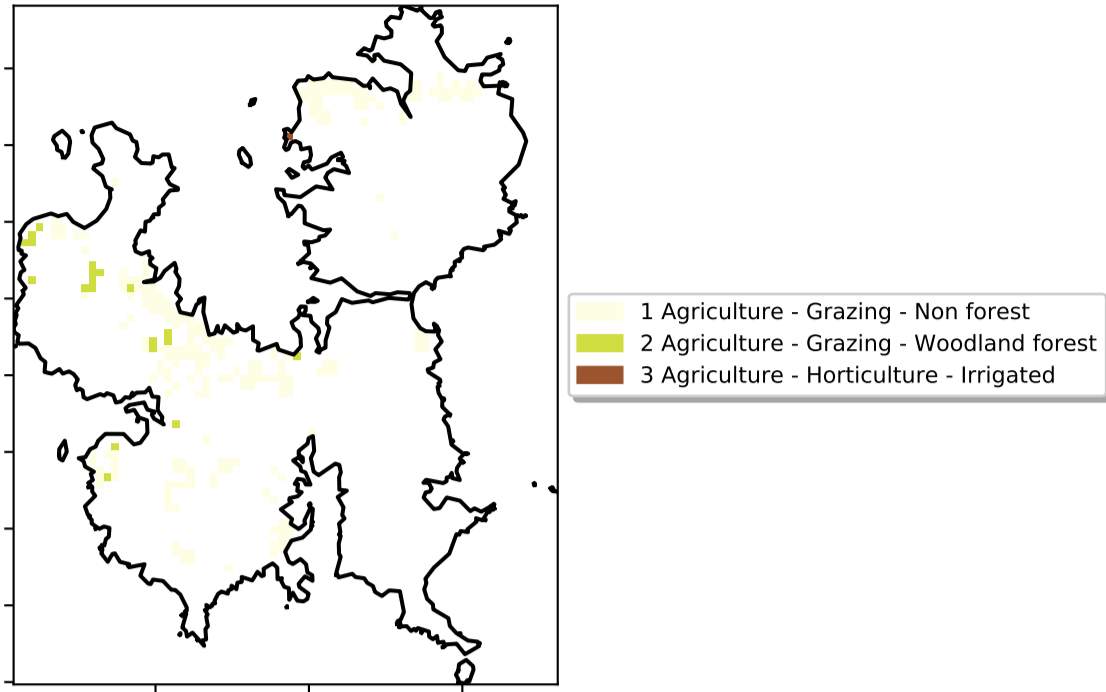 1 Agriculture - Grazing - Non forest
2 Agriculture - Grazing - Woodland forest
3 Agriculture - Horticulture - Irrigated